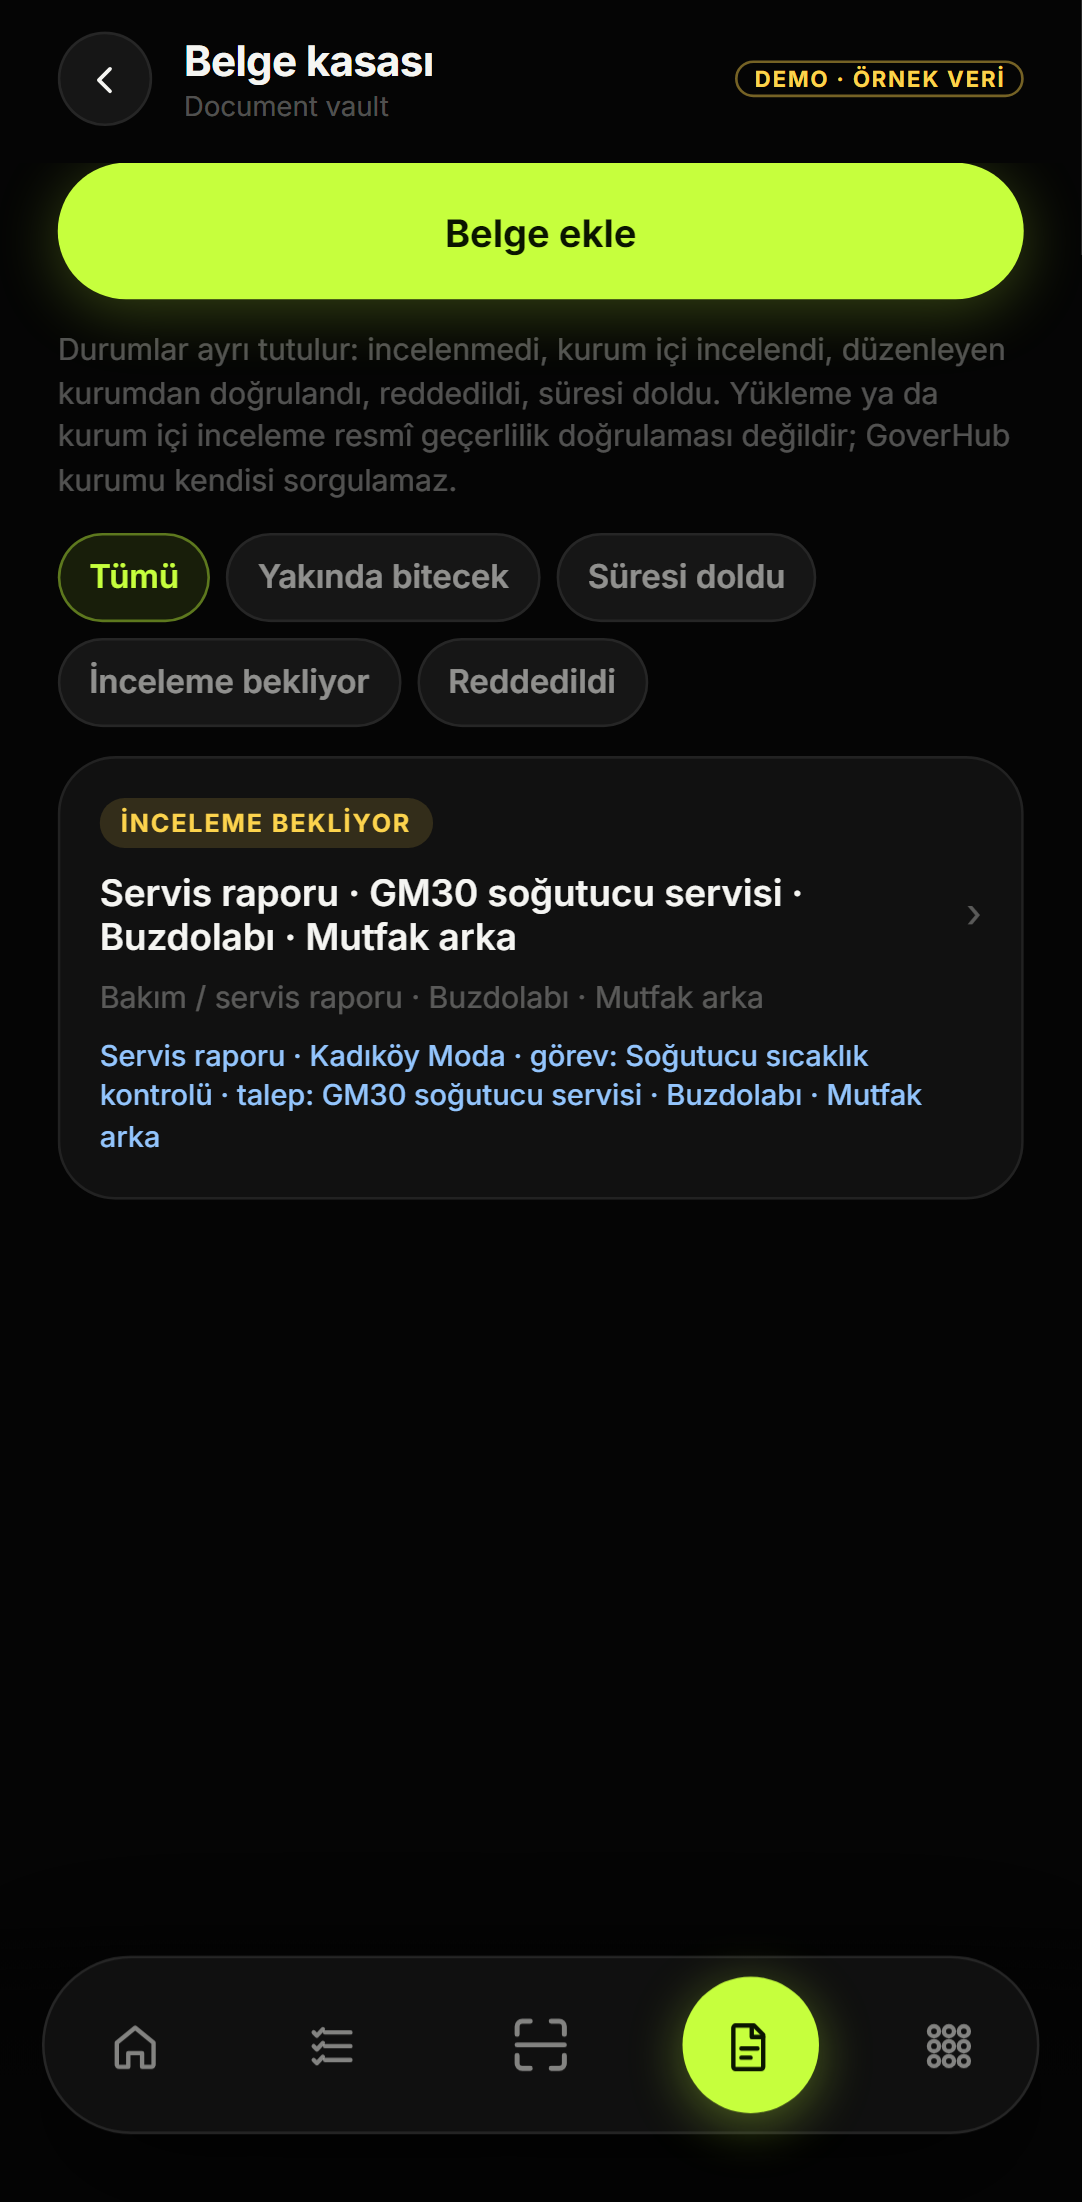 Belge kasası
Document vault
DEMO · ÖRNEK VERİ
Belge ekle
Durumlar ayrı tutulur: incelenmedi, kurum içi incelendi, düzenleyen
kurumdan doğrulandı, reddedildi, süresi doldu. Yükleme ya da
kurum içi inceleme resmî geçerlilik doğrulaması değildir; GoverHub
kurumu kendisi sorgulamaz.
Tümü
Yakında bitecek
Süresi doldu
İnceleme bekliyor
Reddedildi
İNCELEME BEKLİYOR
Servis raporu · GM30 soğutucu servisi ·
Buzdolabı · Mutfak arka
Bakım / servis raporu · Buzdolabı · Mutfak arka
Servis raporu · Kadıköy Moda · görev: Soğutucu sıcaklık
kontrolü · talep: GM30 soğutucu servisi · Buzdolabı · Mutfak
arka